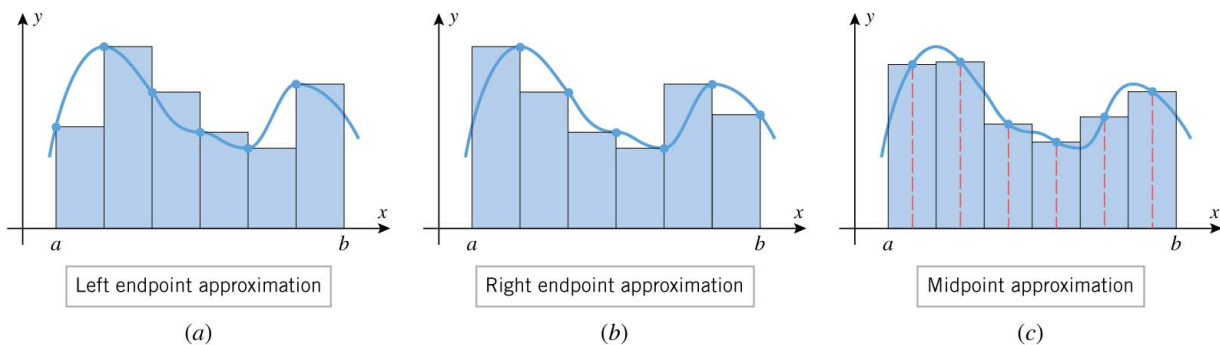 y
x
a
b
Left endpoint approximation
(a)
y
x
a
b
Right endpoint approximation
(b)
y
x
a
b
Midpoint approximation
(c)